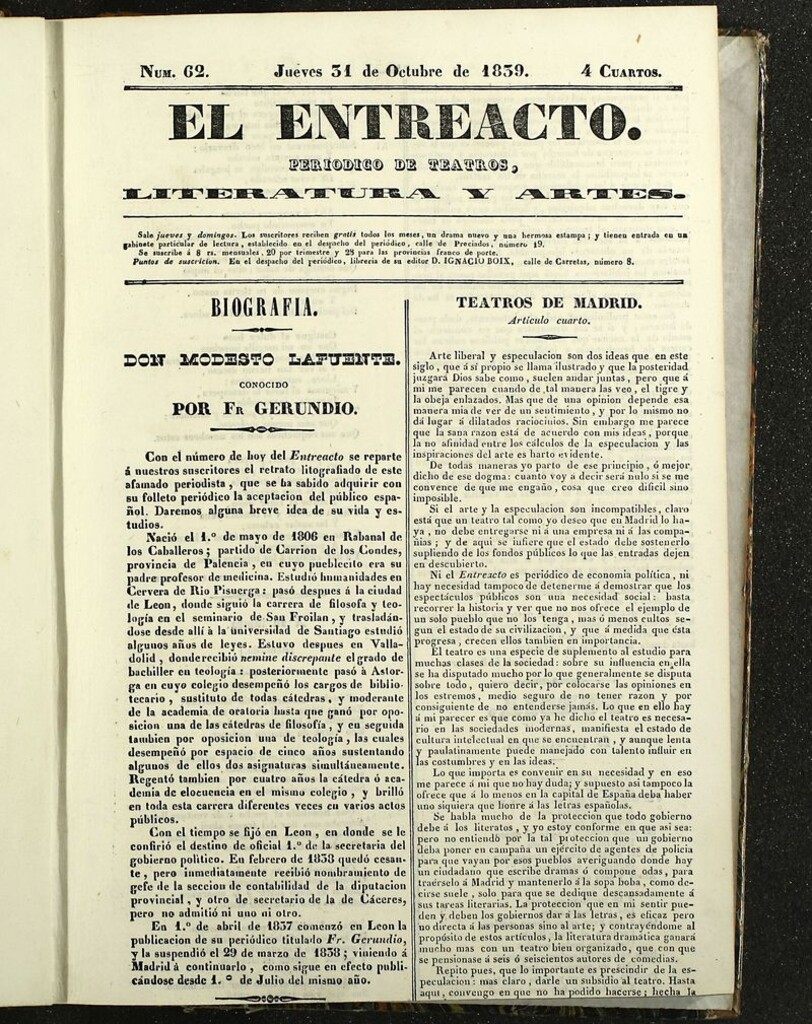 NUM. 62. Jueves 31 de Octubre de 1839. 4 CUARTOS.
EL ENTREACTO.
PERIODICO DE TEATROS,
LITERATURA Y ARTES.
Sale jueves y domingos. Los suscritores reciben gratis todos los meses, un drama nuevo y una hermosa estampa; y tienen entrada en un
gabinete particular de lectura, establecido en el despacho del periódico, calle de Preciados, número 19.
Se suscribe á 8 rs. mensuales, 20 por trimestre y 28 para las provincias franco de porte.
Puntos de suscricion. En el despacho del periódico, librería de su editor D. IGNACIO BOIX, calle de Carretas, número 8.
BIOGRAFIA.
DON MODESTO LAFUENTE.
CONOCIDO
POR FR GERUNDIO.
Con el número de hoy del Entreacto se reparte
á nuestros suscritores el retrato litografiado de este
afamado periodista, que se ha sabido adquirir con
su folleto periódico la aceptacion del público espa-
ñol. Daremos alguna breve idea de su vida y es-
tudios.
Nació el 1.º de mayo de 1806 en Rabanal de
los Caballeros; partido de Carrion de los Condes,
provincia de Palencia, en cuyo pueblecito era su
padre profesor de medicina. Estudió humanidades en
Cervera de Rio Pisuerga: pasó despues á la ciudad
de Leon, donde siguió la carrera de filosofa y teo-
logía en el seminario de San Froilan, y trasladán-
dose desde allí à la universidad de Santiago estudió
algunos años de leyes. Estuvo despues en Valla-
dolid, donde recibió nemine discrepante el grado de
bachiller en teología: posteriormente pasó à Astor-
ga en cuyo colegio desempeñó los cargos de biblio-
tecario, sustituto de todas cátedras, y moderante
de la academia de oratoria hasta que ganó por opo-
sicion una de las cátedras de filosofía, y en seguida
tambien por oposicion una de teología, las cuales
desempeñó por espacio de cinco años sustentando
algunos de ellos dos asignaturas simultáneamente.
Regentó tambien por cuatro años la cátedra ó aca-
demia de elocuencia en el mismo colegio, y brilló
en toda esta carrera diferentes veces en varios actos
públicos.
Con el tiempo se fijó en Leon, en donde se le
confirió el destino de oficial 1.º de la secretaria del
gobierno politico. En febrero de 1838 quedó cesan-
te, pero inmediatamente recibió nombramiento de
gefe de la seccion de contabilidad de la diputacion
provincial, y otro de secretario de la de Cáceres,
pero no admitió ni uno ni otro.
En 1.º de abril de 1837 comenzó en Leon la
publicacion de su periódico titulado Fr. Gerundio,
y la suspendió el 29 de marzo de 1838; viniendo á
Madrid á continuarlo, como sigue en efecto publi-
cándose desde 1.º de Julio del mismo año.
TEATROS DE MADRID.
Artículo cuarto.
Arte liberal y especulacion son dos ideas que en este
siglo, que á sí propio se llama ilustrado y que la posteridad
juzgará Dios sabe como, suelen andar juntas, pero que á
mí me parecen cuando de tal manera las veo, el tigre y
la obeja enlazados. Mas que de una opinion depende esa
manera mia de ver de un sentimiento, y por lo mismo no
dá lugar á dilatados raciocinios. Sin embargo me parece
que la sana razon está de acuerdo con mis ideas, porque
la no afinidad entre los cálculos de la especulacion y las
inspiraciones del arte es harto evidente.
De todas maneras yo parto de ese principio, ó mejor
dicho de ese dogma: cuanto voy a decir será nulo si se me
convence de que me engaño, cosa que creo dificil sino
imposible.
Si el arte y la especulacion son incompatibles, claro
está que un teatro tal como yo deseo que en Madrid lo ha-
ya, no debe entregarse ni á una empresa ni á las compa-
ñias; y de aqui se infiere que el estado debe sostenerlo
supliendo de los fondos públicos lo que las entradas dejen
en descubierto.
Ni el Entreacto es periódico de economía política, ni
hay necesidad tampoco de detenerme á demostrar que los
espectáculos públicos son una necesidad social: basta
recorrer la historia y ver que no nos ofrece el ejemplo de
un solo pueblo que no los tenga, mas ó menos cultos se-
gun el estado de su civilizacion, y que á medida que ésta
progresa, crecen ellos tambien en importancia.
El teatro es una especie de suplemento al estudio para
muchas clases de la sociedad: sobre su influencia en ella
se ha disputado mucho por lo que generalmente se disputa
sobre todo, quiero decir, por colocarse las opiniones en
los estremos, medio seguro de no tener razon y por
consiguiente de no entenderse jamás. Lo que en ello hay
á mi parecer es que como ya he dicho el teatro es necesa-
rio en las sociedades modernas, manifiesta el estado de
cultura intelectual en que se encuentran, y aunque lenta
y paulatinamente puede manejado con talento influir en
las costumbres y en las ideas.
Lo que importa es convenir en su necesidad y en eso
me parece á mí que no hay duda; y supuesto asi tampoco la
ofrece que á lo menos en la capital de España deba haber
uno siquiera que honre á las letras españolas.
Se habla mucho de la proteccion que todo gobierno
debe á los literatos, y yo estoy conforme en que asi sea:
pero no entiendo por la tal proteccion que un gobierno
deba poner en campaña un ejército de agentes de policia
para que vayan por esos pueblos averiguando donde hay
un ciudadano que escribe dramas ó compone odas, para
traérselo á Madrid y mantenerlo á la sopa boba, como de-
cirse suele, solo para que se dedique descansadamente á
sus tareas literarias. La proteccion que en mi sentir pue-
den y deben los gobiernos dar á las letras, es eficaz pero
no directa á las personas sino al arte; y contrayéndome al
propósito de estos artículos, la literatura dramática ganará
mucho mas con un teatro bien organizado, que con que
se pensionase á seis ó seiscientos autores de comedias.
Repito pues, que lo importante es prescindir de la es-
peculacion: mas claro, darle un subsidio al teatro. Hasta
aqui, convengo en que no ha podido hacerse; hecha la